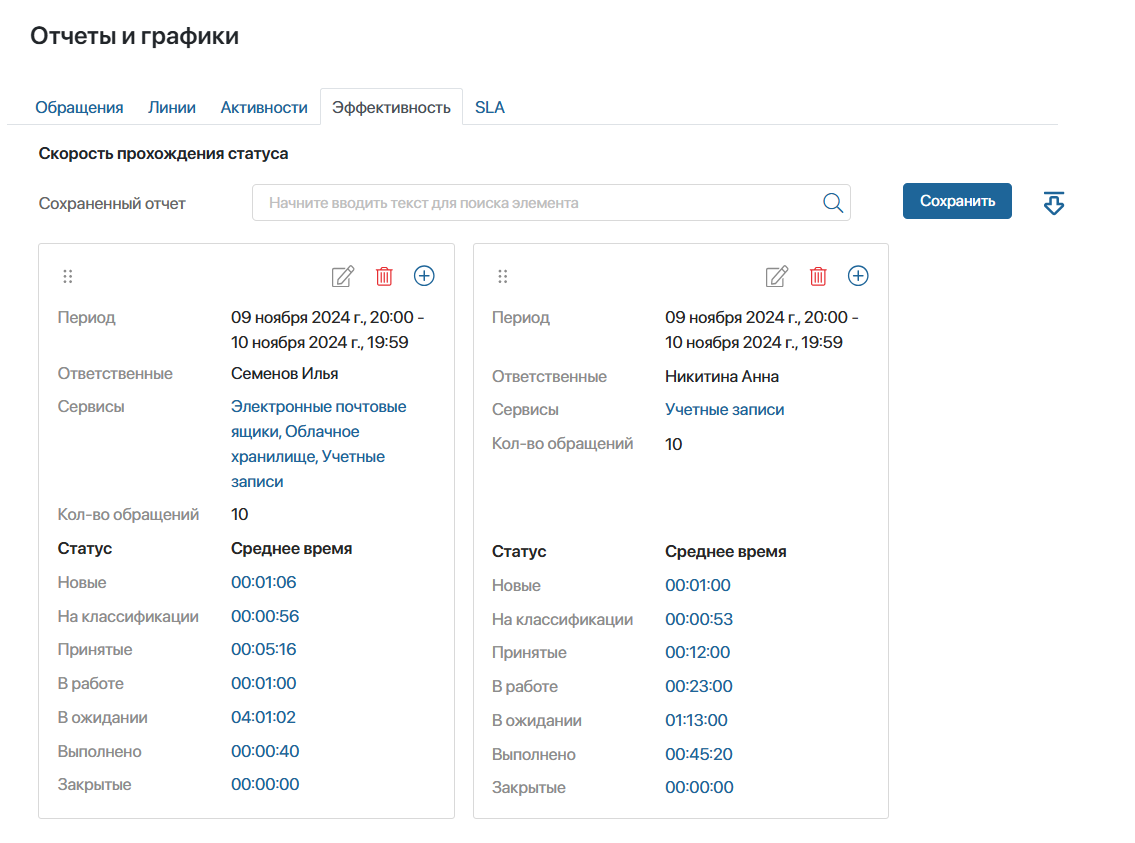 Отчеты и графики
Обращения Линии Активности Эффективность SLA
Скорость прохождения статуса
Сохраненный отчет Начните вводить текст для поиска элемента Сохранить
Период 09 ноября 2024 г., 20:00 -
10 ноября 2024 г., 19:59
Ответственные Семенов Илья
Сервисы Электронные почтовые
ящики, Облачное
хранилище, Учетные
записи
Кол-во обращений 10
Статус Среднее время
Новые 00:01:06
На классификации 00:00:56
Принятые 00:05:16
В работе 00:01:00
В ожидании 04:01:02
Выполнено 00:00:40
Закрытые 00:00:00
Период 09 ноября 2024 г., 20:00 -
10 ноября 2024 г., 19:59
Ответственные Никитина Анна
Сервисы Учетные записи
Кол-во обращений 10
Статус Среднее время
Новые 00:01:00
На классификации 00:00:53
Принятые 00:12:00
В работе 00:23:00
В ожидании 01:13:00
Выполнено 00:45:20
Закрытые 00:00:00